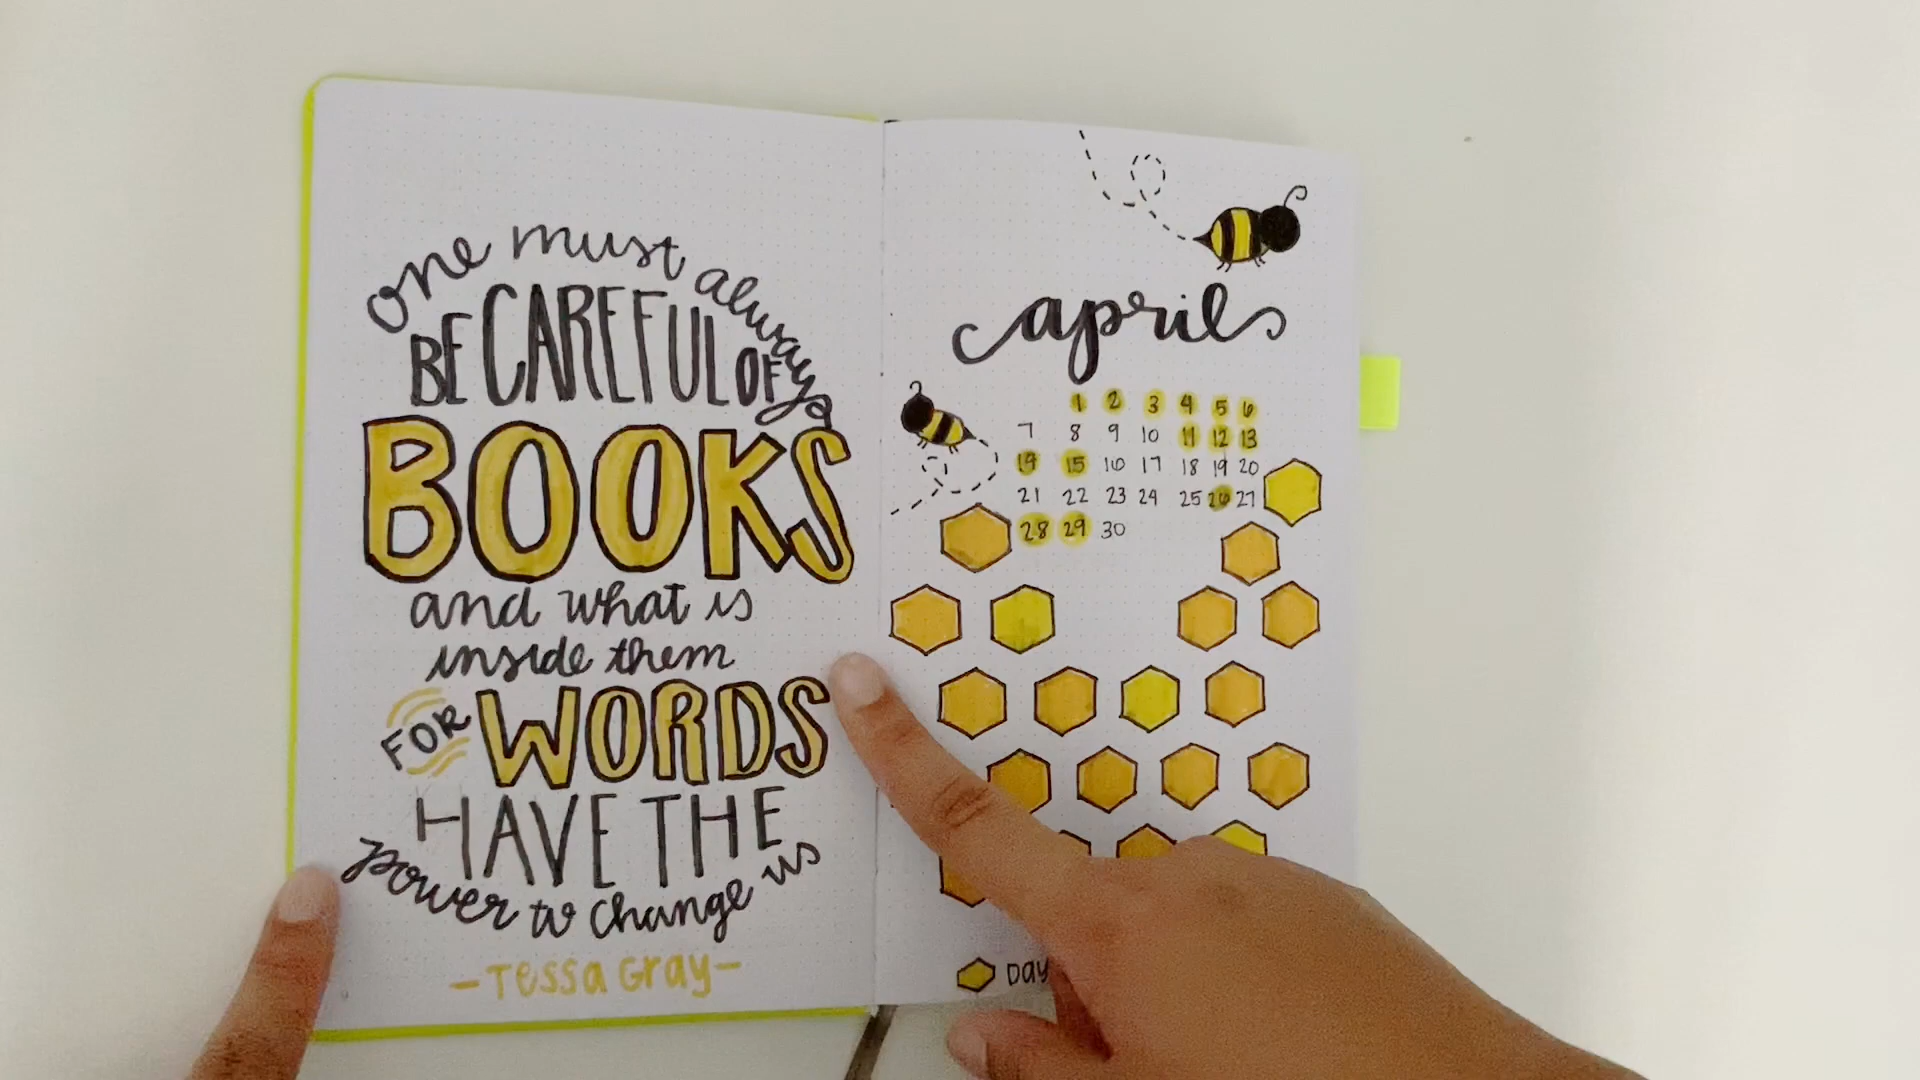 one must always
BE CAREFUL OF
BOOKS
and what is
inside them
FOR WORDS
HAVE THE
power to change us
-Tessa Gray-
april
1 2 3 4 5 6
7 8 9 10 11 12 13
14 15 16 17 18 19 20
21 22 23 24 25 26 27
28 29 30
DAY